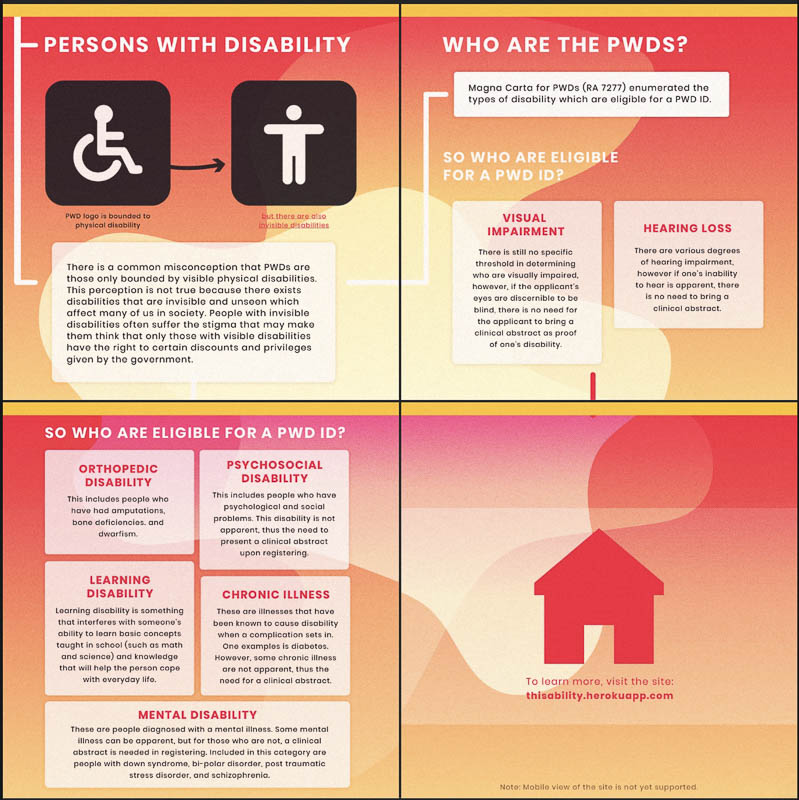 PERSONS WITH DISABILITY
PWD logo is bounded to
physical disability
but there are also
invisible disabilities
There is a common misconception that PWDs are
those only bounded by visible physical disabilities.
This perception is not true because there exists
disabilities that are invisible and unseen which
affect many of us in society. People with invisible
disabilities often suffer the stigma that may make
them think that only those with visible disabilities
have the right to certain discounts and privileges
given by the government.
WHO ARE THE PWDS?
Magna Carta for PWDs (RA 7277) enumerated the
types of disability which are eligible for a PWD ID.
SO WHO ARE ELIGIBLE
FOR A PWD ID?
VISUAL
IMPAIRMENT
There is still no specific
threshold in determining
who are visually impaired,
however, if the applicant's
eyes are discernible to be
blind, there is no need for
the applicant to bring a
clinical abstract as proof
of one's disability.
HEARING LOSS
There are various degrees
of hearing impairment,
however if one's inability
to hear is apparent, there
is no need to bring a
clinical abstract.
SO WHO ARE ELIGIBLE FOR A PWD ID?
ORTHOPEDIC
DISABILITY
This includes people who
have had amputations,
bone deficiencies. and
dwarfism.
PSYCHOSOCIAL
DISABILITY
This includes people who have
psychological and social
problems. This disability is not
apparent, thus the need to
present a clinical abstract
upon registering.
LEARNING
DISABILITY
Learning disability is something
that interferes with someone's
ability to learn basic concepts
taught in school (such as math
and science) and knowledge
that will help the person cope
with everyday life.
CHRONIC ILLNESS
These are illnesses that have
been known to cause disability
when a complication sets in.
One examples is diabetes.
However, some chronic illness
are not apparent, thus the
need for a clinical abstract.
MENTAL DISABILITY
These are people diagnosed with a mental illness. Some mental
illness can be apparent, but for those who are not, a clinical
abstract is needed in registering. Included in this category are
people with down syndrome, bi-polar disorder, post traumatic
stress disorder, and schizophrenia.
To learn more, visit the site:
thisability.herokuapp.com
Note: Mobile view of the site is not yet supported.